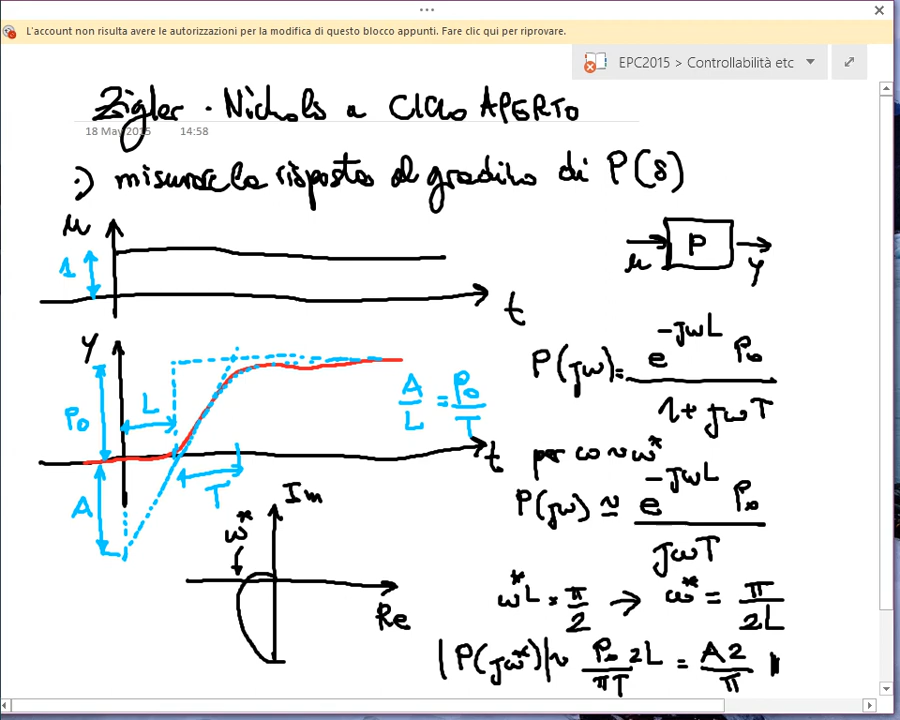 L'account non risulta avere le autorizzazioni per la modifica di questo blocco appunti. Fare clic qui per riprovare.
EPC2015 > Controllabilità etc
Zigler - Nichols a CICLO APERTO
18 May 2015 14:58
:) misurare la risposta al gradino di P(s)
μ
1
t
μ P y
y
P₀
L
A/L = P₀/T
t
A
T
P(jω) = e^{-jωL} P₀ / (1 + jωT)
per ω ~ ω*
P(jω) ≃ e^{-jωL} P₀ / (jωT)
Im
ω*
Re
ω*L = π/2 → ω* = π/2L
|P(jω*)| ~ P₀ 2L / πT = A2/π